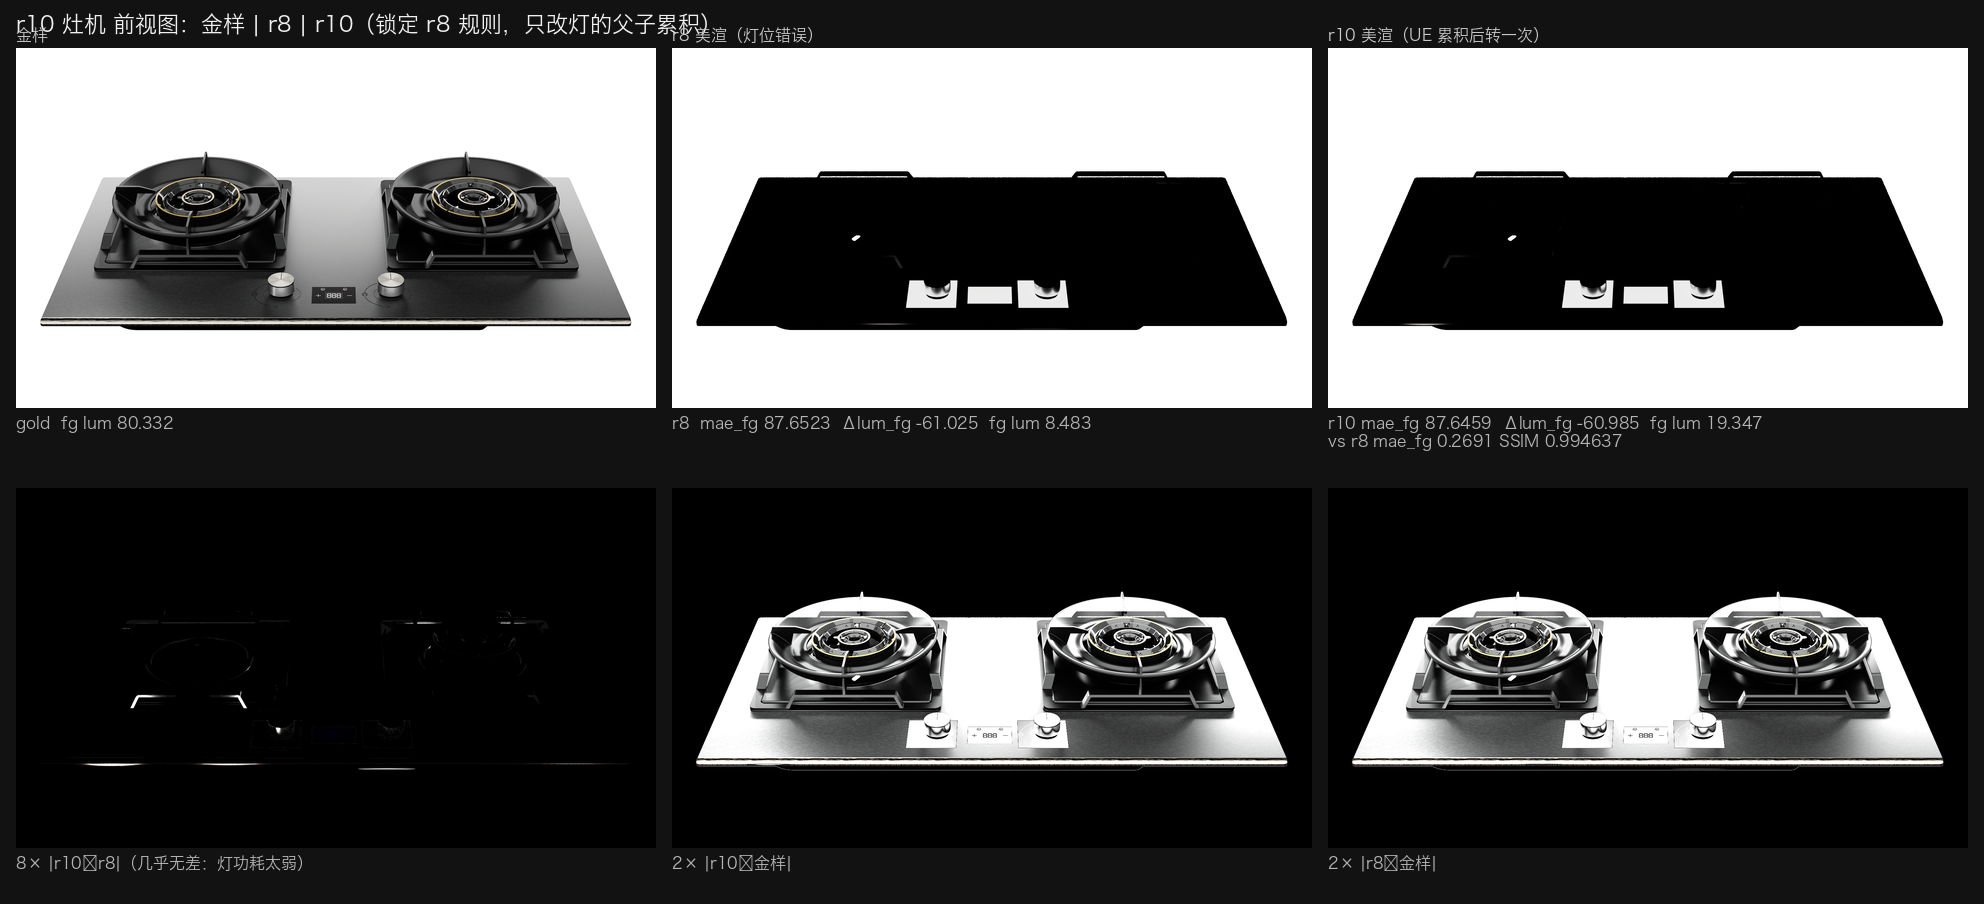 r10 灶机 前视图：金样 | r8 | r10（锁定 r8 规则，只改灯的父子累积）
金样
r8 美渲（灯位错误）
r10 美渲（UE 累积后转一次）
888
gold fg lum 80.332
r8 mae_fg 87.6523 Δlum_fg -61.025 fg lum 8.483
r10 mae_fg 87.6459 Δlum_fg -60.985 fg lum 19.347
vs r8 mae_fg 0.2691 SSIM 0.994637
888
888
8× |r10☒r8|（几乎无差：灯功耗太弱）
2× |r10☒金样|
2× |r8☒金样|